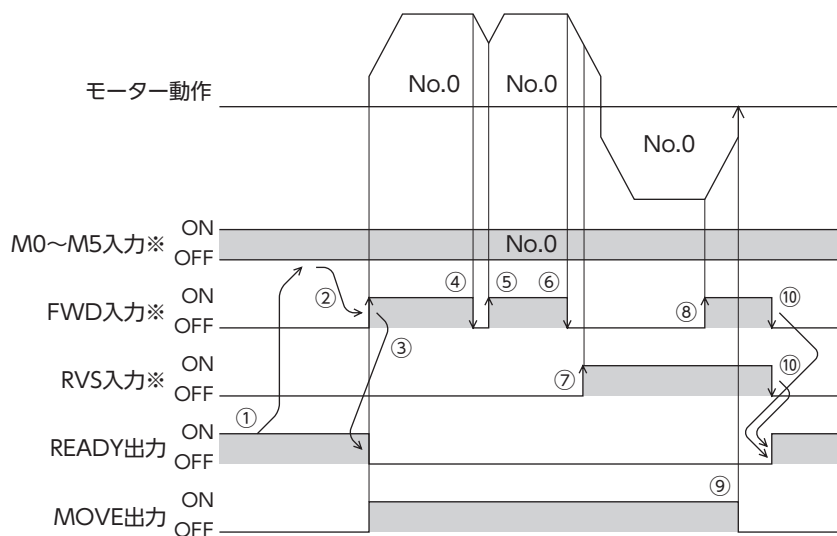 No.0 No.0
モーター動作
No.0
M0～M5入力※ ON OFF No.0
FWD入力※ ON OFF ② ④ ⑤ ⑥ ⑧ ⑩
③
RVS入力※ ON OFF ⑦ ⑩
①
READY出力 ON OFF
MOVE出力 ON OFF ⑨